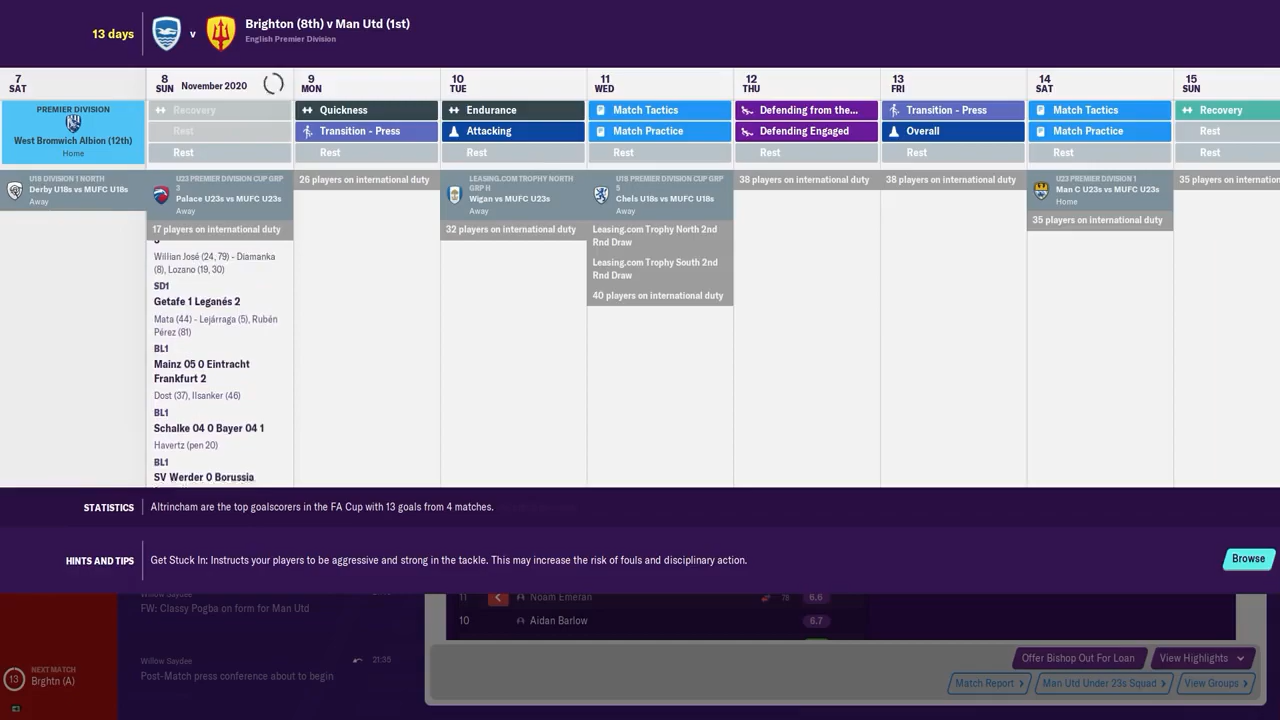 13 days
Brighton (8th) v Man Utd (1st)
v
English Premier Division
7
SAT
8
SUN
November 2020
9
MON
10
TUE
11
WED
12
THU
13
FRI
14
SAT
15
SUN
PREMIER DIVISION
West Bromwich Albion (12th)
Home
Recovery
Rest
Rest
Quickness
Transition - Press
Rest
Endurance
Attacking
Rest
Match Tactics
Match Practice
Rest
Defending from the...
Defending Engaged
Rest
Transition - Press
Overall
Rest
Match Tactics
Match Practice
Rest
Recovery
Rest
Rest
U18 DIVISION 1 NORTH
Derby U18s vs MUFC U18s
Away
U23 PREMIER DIVISION CUP GRP
3
Palace U23s vs MUFC U23s
Away
17 players on international duty
26 players on international duty
LEASING.COM TROPHY NORTH
GRP H
Wigan vs MUFC U23s
Away
32 players on international duty
U18 PREMIER DIVISION CUP GRP
Chels U18s vs MUFC U18s
Away
Leasing.com Trophy North 2nd
Rnd Draw
Leasing.com Trophy South 2nd
Rnd Draw
40 players on international duty
38 players on international duty
38 players on international duty
U23 PREMIER DIVISION 1
Man C U23s vs MUFC U23s
Home
35 players on international duty
35 players on internation
Willian José (24, 79) - Diamanka
(8), Lozano (19, 30)
SD1
Getafe 1 Leganés 2
Mata (44) - Lejárraga (5), Rubén
Pérez (81)
BL1
Mainz 05 0 Eintracht
Frankfurt 2
Dost (37), Ilsanker (46)
BL1
Schalke 04 0 Bayer 04 1
Havertz (pen 20)
BL1
SV Werder 0 Borussia
STATISTICS
Altrincham are the top goalscorers in the FA Cup with 13 goals from 4 matches.
HINTS AND TIPS
Get Stuck In: Instructs your players to be aggressive and strong in the tackle. This may increase the risk of fouls and disciplinary action.
Browse
Willow Saydee
FW: Classy Pogba on form for Man Utd
11
Noam Emeran
78
6.6
10
Aidan Barlow
6.7
13
NEXT MATCH
Brghtn (A)
Willow Saydee
21:35
Post-Match press conference about to begin
Offer Bishop Out For Loan
View Highlights
Match Report
Man Utd Under 23s Squad
View Groups